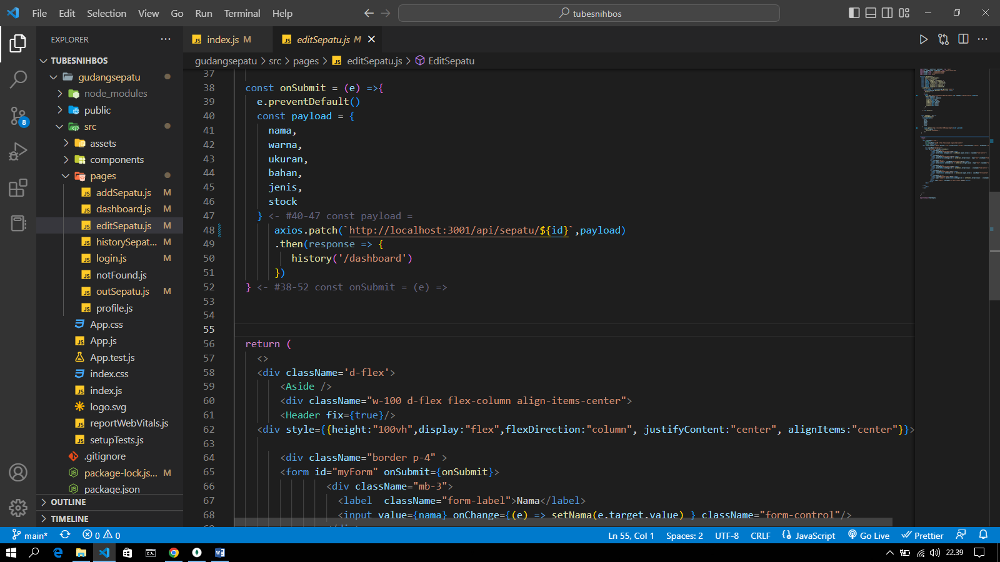 File Edit Selection View Go Run Terminal Help
tubesnihbos
EXPLORER
TUBESNIHBOS
gudangsepatu
node_modules
public
src
assets
components
pages
addSepatu.js M
dashboard.js M
editSepatu.js M
historySepat... M
login.js M
notFound.js
outSepatu.js M
profile.js
App.css
App.js
App.test.js
index.css
index.js
logo.svg
reportWebVitals.js
setupTests.js
.gitignore
package-lock.js... M
package.json
OUTLINE
TIMELINE
8
index.js M
editSepatu.js M
gudangsepatu > src > pages > editSepatu.js > EditSepatu
37
38 const onSubmit = (e) =>{
39 e.preventDefault()
40 const payload = {
41 nama,
42 warna,
43 ukuran,
44 bahan,
45 jenis,
46 stock
47 } <- #40-47 const payload =
48 axios.patch(`http://localhost:3001/api/sepatu/${id}`,payload)
49 .then(response => {
50 history('/dashboard')
51 })
52 } <- #38-52 const onSubmit = (e) =>
53
54
55
56 return (
57 <>
58 <div className='d-flex'>
59 <Aside />
60 <div className="w-100 d-flex flex-column align-items-center">
61 <Header fix={true}/>
62 <div style={{height:"100vh",display:"flex",flexDirection:"column", justifyContent:"center", alignItems:"center"}}>
63
64 <div className="border p-4" >
65 <form id="myForm" onSubmit={onSubmit}>
66 <div className="mb-3">
67 <label className="form-label">Nama</label>
68 <input value={nama} onChange={(e) => setNama(e.target.value) } className="form-control"/>
main* 0 0
Ln 55, Col 1 Spaces: 2 UTF-8 CRLF JavaScript Go Live Prettier
22.39